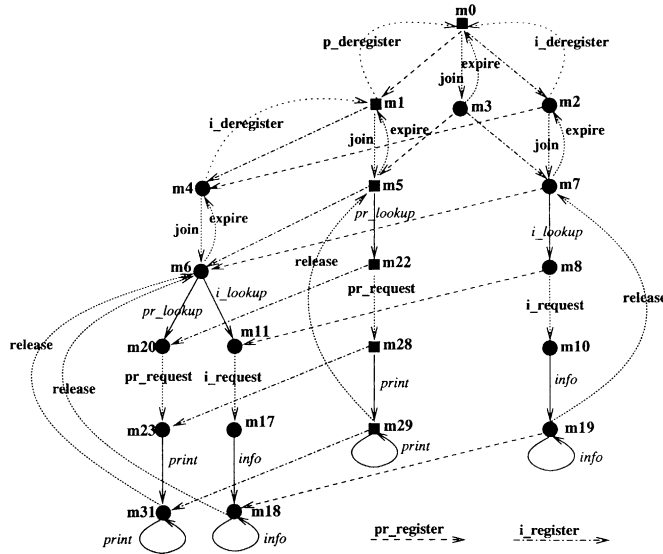 m0
p_deregister
i_deregister
expire
join
m1
m3
m2
i_deregister
join
expire
join
expire
m4
m5
m7
join
expire
pr_lookup
i_lookup
m6
release
m22
m8
pr_lookup
i_lookup
pr_request
i_request
release
release
release
m20
m11
m28
m10
pr_request
i_request
print
info
m23
m17
m29
m19
print
info
print
info
m31
m18
print
info
pr_register
i_register